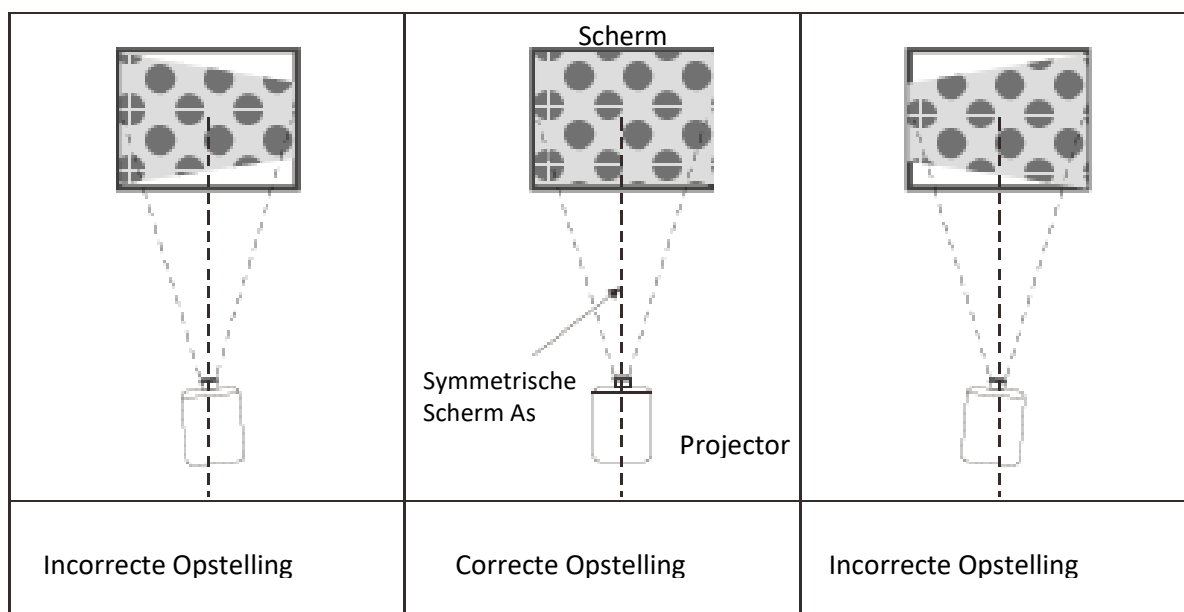 Scherm
Symmetrische
Scherm As
Projector
Incorrecte Opstelling
Correcte Opstelling
Incorrecte Opstelling